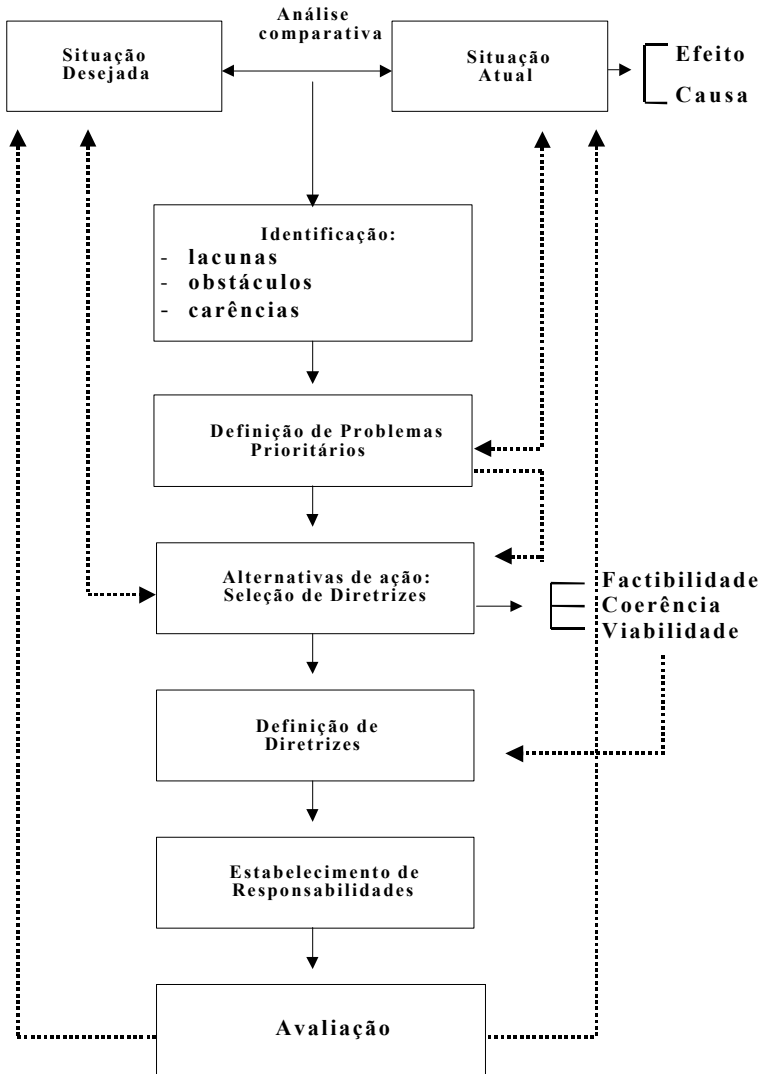 Análise
comparativa
Situação
Desejada
Situação
Atual
Efeito
Causa
Identificação:
- lacunas
- obstáculos
- carências
Definição de Problemas
Prioritários
Alternativas de ação:
Seleção de Diretrizes
Factibilidade
Coerência
Viabilidade
Definição de
Diretrizes
Estabelecimento de
Responsabilidades
Avaliação